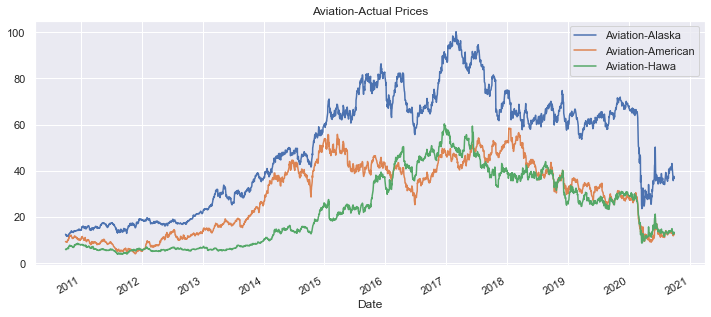 Aviation-Actual Prices
100
80
60
40
20
0
Aviation-Alaska
Aviation-American
Aviation-Hawa
2011 2012 2013 2014 2015 2016 2017 2018 2019 2020 2021
Date